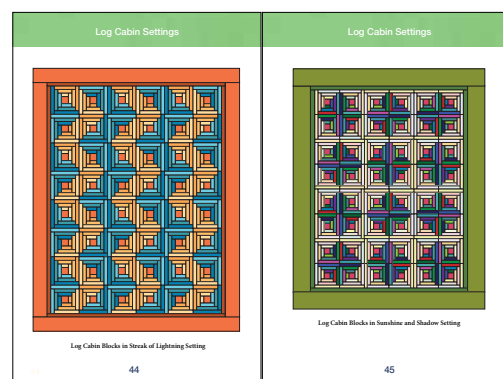 Log Cabin Settings
Log Cabin Blocks in Streak of Lightning Setting
44
Log Cabin Settings
Log Cabin Blocks in Sunshine and Shadow Setting
45